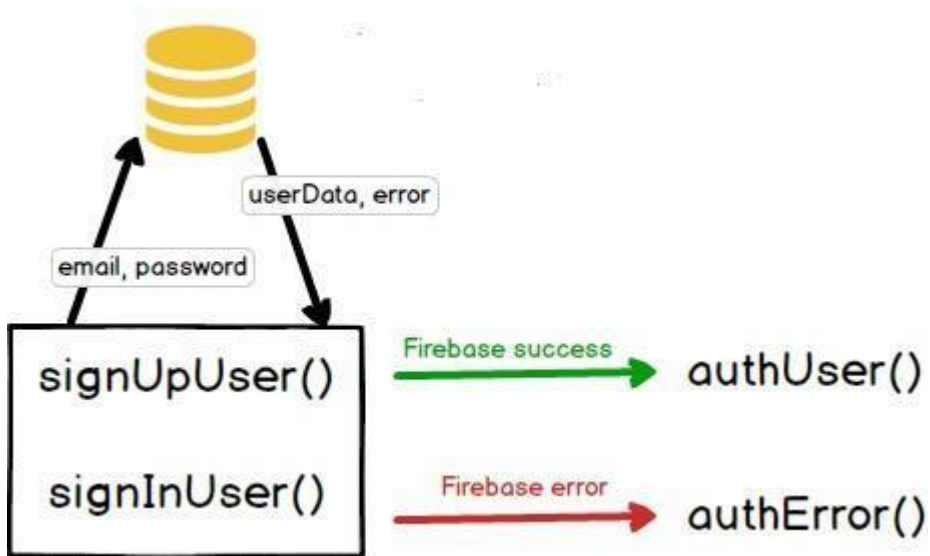 userData, error
email, password
signUpUser()
Firebase success
authUser()
signInUser()
Firebase error
authError()